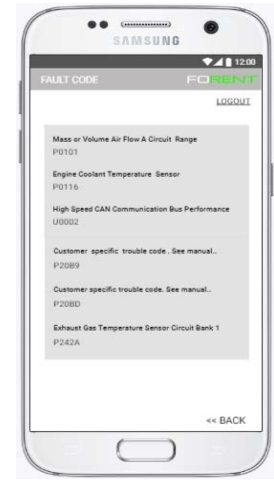 SAMSUNG
12:00
FAULT CODE FORENT
LOGOUT
Mass or Volume Air Flow A Circuit Range
P0101
Engine Coolant Temperature Sensor
P0116
High Speed CAN Communication Bus Performance
U0002
Customer specific trouble code . See manual..
P20B9
Customer specific trouble code. See manual..
P20BD
Exhaust Gas Temperature Sensor Circuit Bank 1
P242A
<< BACK